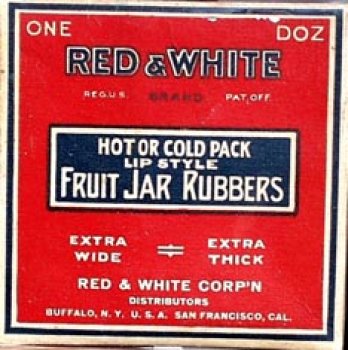 ONE DOZ
RED & WHITE
REG.U.S. BRAND PAT.OFF.
HOT OR COLD PACK
LIP STYLE
FRUIT JAR RUBBERS
EXTRA WIDE = EXTRA THICK
RED & WHITE CORP'N
DISTRIBUTORS
BUFFALO, N.Y. U.S.A. SAN FRANCISCO, CAL.